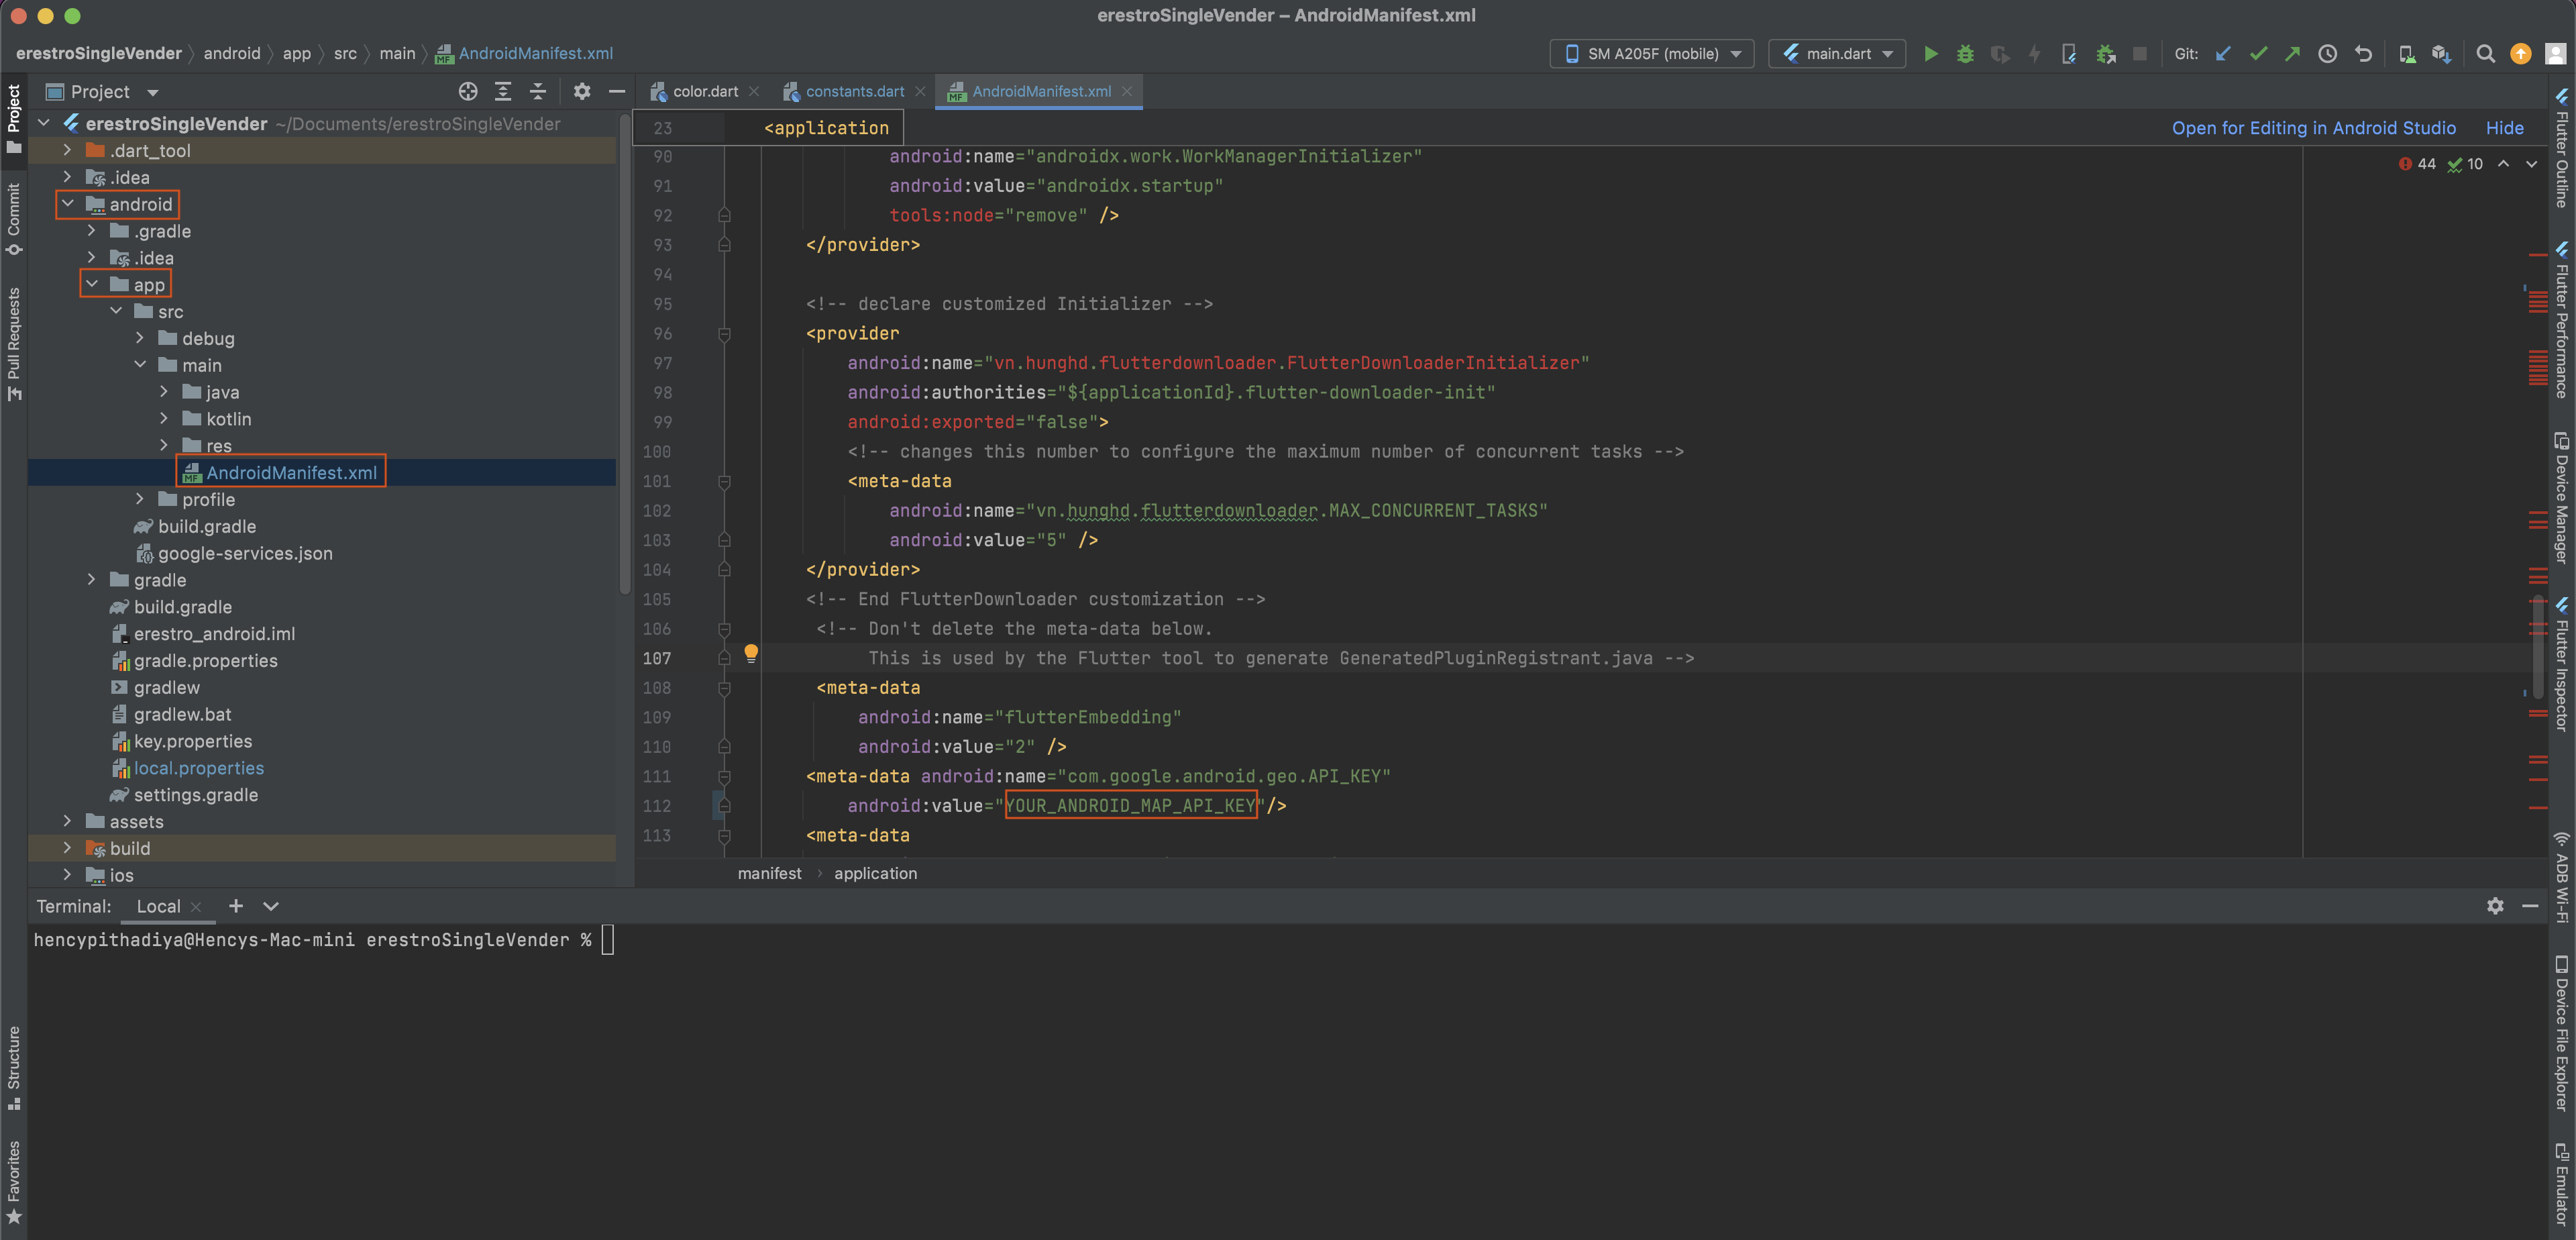 erestroSingleVender – AndroidManifest.xml
erestroSingleVender android app src main AndroidManifest.xml
SM A205F (mobile) main.dart Git:
Project
color.dart constants.dart AndroidManifest.xml
erestroSingleVender ~/Documents/erestroSingleVender
.dart_tool
.idea
android
.gradle
.idea
app
src
debug
main
java
kotlin
res
AndroidManifest.xml
profile
build.gradle
google-services.json
gradle
build.gradle
erestro_android.iml
gradle.properties
gradlew
gradlew.bat
key.properties
local.properties
settings.gradle
assets
build
ios
Open for Editing in Android Studio Hide
44 10
23 <application
90 android:name="androidx.work.WorkManagerInitializer"
91 android:value="androidx.startup"
92 tools:node="remove" />
93 </provider>
94
95 <!-- declare customized Initializer -->
96 <provider
97 android:name="vn.hunghd.flutterdownloader.FlutterDownloaderInitializer"
98 android:authorities="${applicationId}.flutter-downloader-init"
99 android:exported="false">
100 <!-- changes this number to configure the maximum number of concurrent tasks -->
101 <meta-data
102 android:name="vn.hunghd.flutterdownloader.MAX_CONCURRENT_TASKS"
103 android:value="5" />
104 </provider>
105 <!-- End FlutterDownloader customization -->
106 <!-- Don't delete the meta-data below.
107 This is used by the Flutter tool to generate GeneratedPluginRegistrant.java -->
108 <meta-data
109 android:name="flutterEmbedding"
110 android:value="2" />
111 <meta-data android:name="com.google.android.geo.API_KEY"
112 android:value="YOUR_ANDROID_MAP_API_KEY"/>
113 <meta-data
manifest application
Terminal: Local
hencypithadiya@Hencys-Mac-mini erestroSingleVender %
Project
Commit
Pull Requests
Structure
Favorites
Flutter Outline
Flutter Performance
Device Manager
Flutter Inspector
ADB Wi-Fi
Device File Explorer
Emulator